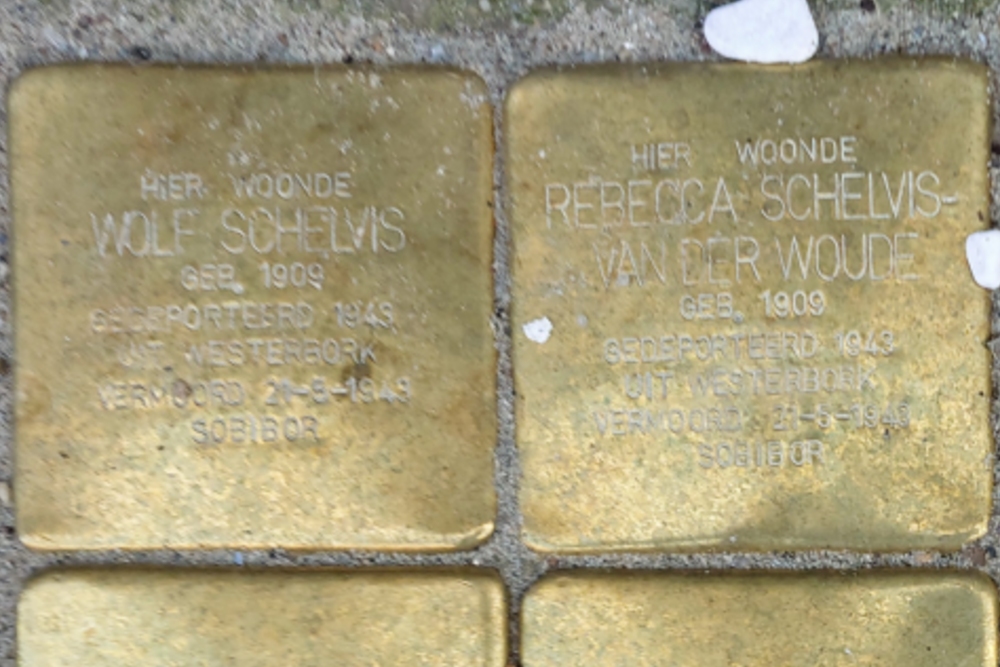 HIER WOONDE
WOLF SCHELVIS
GEB. 1909
GEDEPORTEERD 1943
UIT WESTERBORK
VERMOORD 21-5-1943
SOBIBOR
HIER WOONDE
REBECCA SCHELVIS-
VAN DER WOUDE
GEB. 1909
GEDEPORTEERD 1943
UIT WESTERBORK
VERMOORD 21-5-1943
SOBIBOR